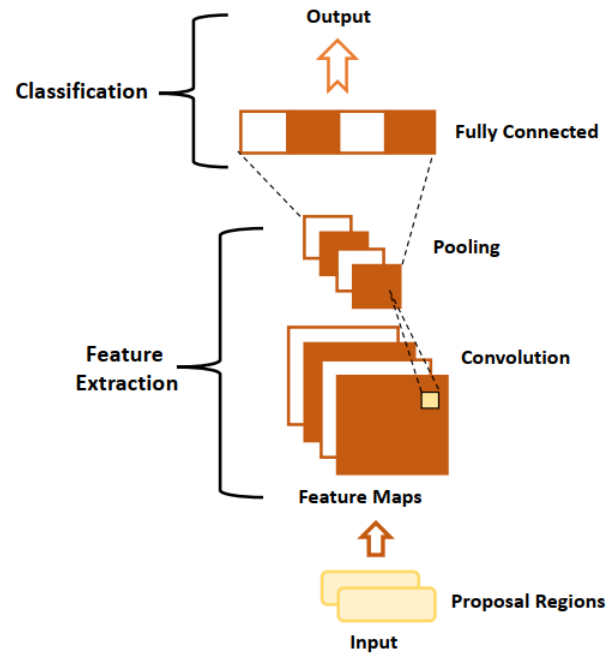 Output
Classification
Fully Connected
Pooling
Feature
Extraction
Convolution
Feature Maps
Proposal Regions
Input